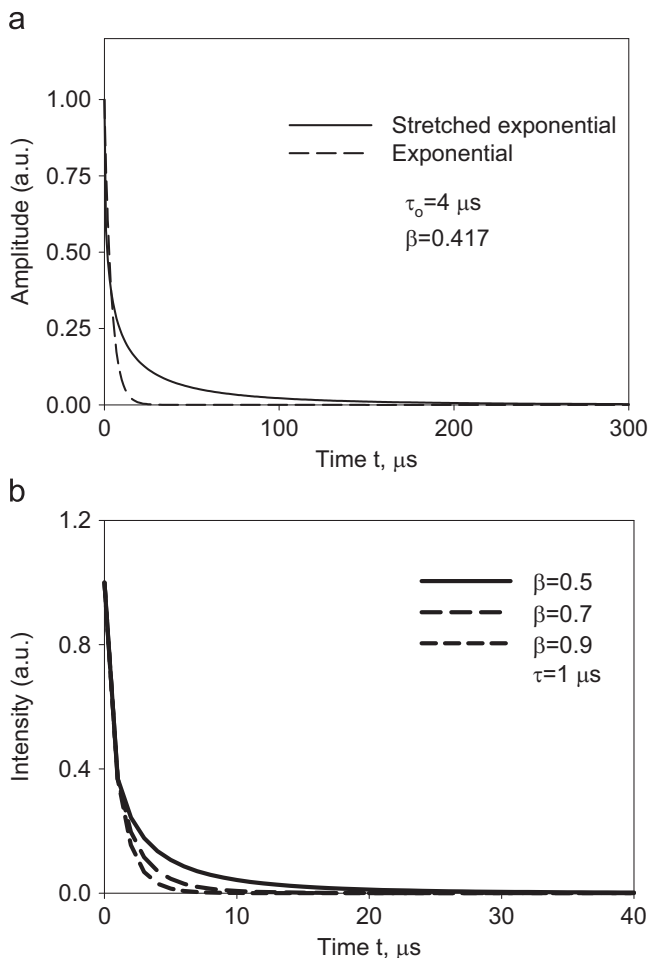 a
1.00
0.75
0.50
0.25
0.00
Amplitude (a.u.)
Stretched exponential
Exponential
τo=4 μs
β=0.417
0
100
200
300
Time t, μs
b
1.2
0.8
0.4
0.0
Intensity (a.u.)
β=0.5
β=0.7
β=0.9
τ=1 μs
0
10
20
30
40
Time t, μs